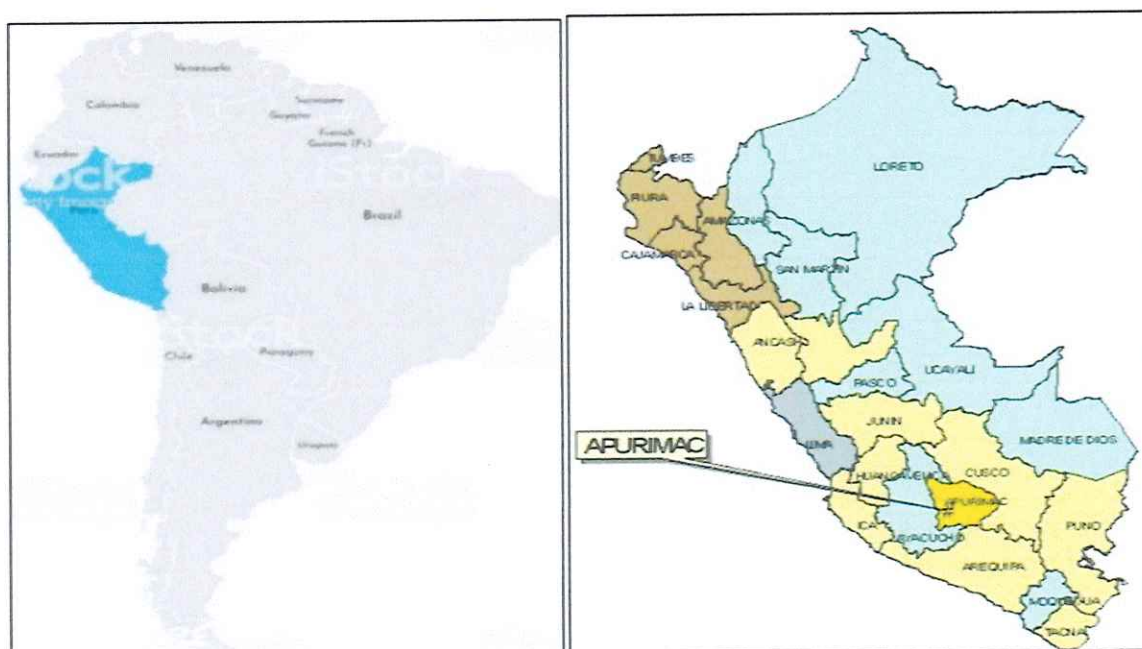 Venezuela
Colombia
Suriname
Guyana
French
Guiana (Fr)
Ecuador
Brazil
Bolivia
Chile
Paraguay
Argentina
Uruguay
TUMBES
PIURA
AMAZONAS
LORETO
CAJAMARCA
SAN MARTIN
LA LIBERTAD
ANCASH
UCAYALI
PASCO
JUNIN
LIMA
MADRE DE DIOS
APURIMAC
HUANCAVELICA
CUSCO
APURIMAC
ICA
AYACUCHO
PUNO
AREQUIPA
MOQUEGUA
TACNA